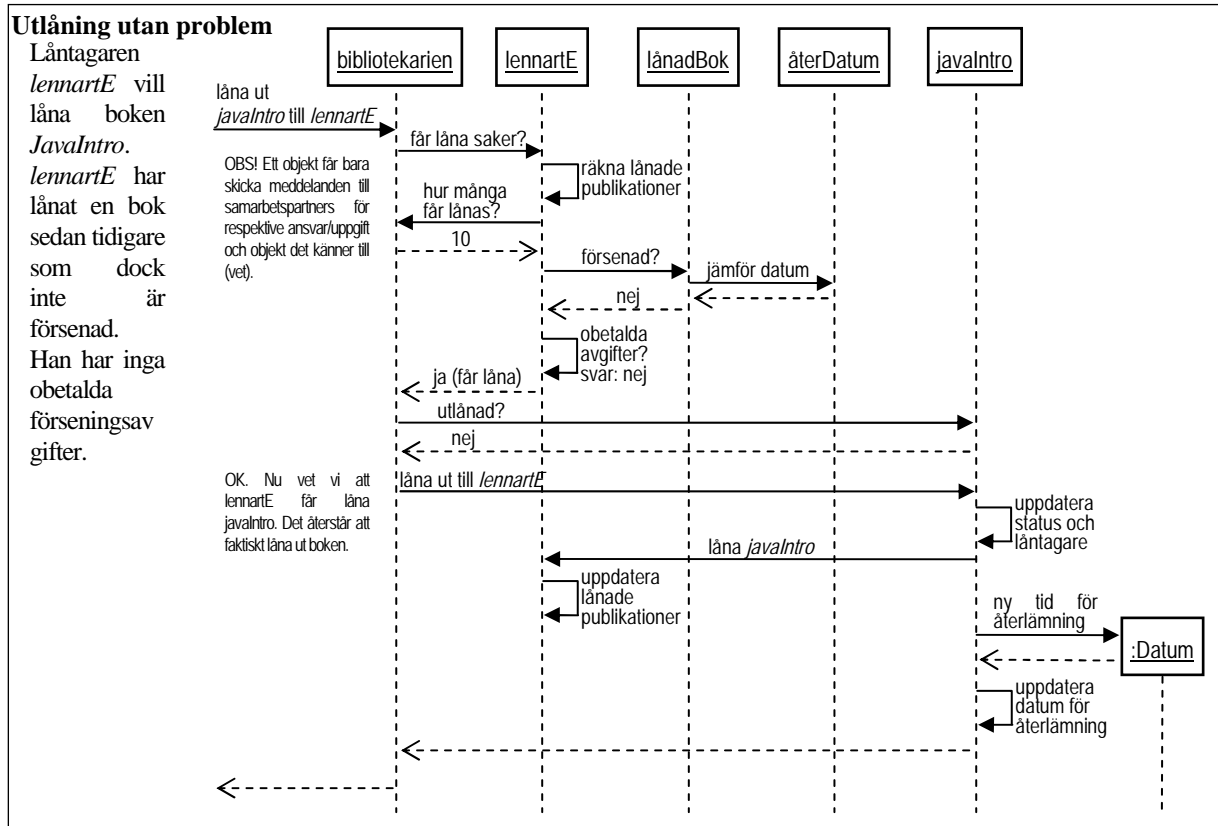 Utlåning utan problem
Låntagaren
lennartE vill
låna boken
JavaIntro.
lennartE har
lånat en bok
sedan tidigare
som dock
inte är
försenad.
Han har inga
obetalda
förseningsav
gifter.
bibliotekarien
lennartE
lånadBok
återDatum
javaIntro
låna ut
javaIntro till lennartE
får låna saker?
OBS! Ett objekt får bara
skicka meddelanden till
samarbetspartners för
respektive ansvar/uppgift
och objekt det känner till
(vet).
räkna lånade
publikationer
hur många
får lånas?
10
försenad?
jämför datum
nej
obetalda
avgifter?
svar: nej
ja (får låna)
utlånad?
nej
OK. Nu vet vi att
lennartE får låna
javaIntro. Det återstår att
faktiskt låna ut boken.
låna ut till lennartE
uppdatera
status och
låntagare
låna javaIntro
uppdatera
lånade
publikationer
ny tid för
återlämning
:Datum
uppdatera
datum för
återlämning